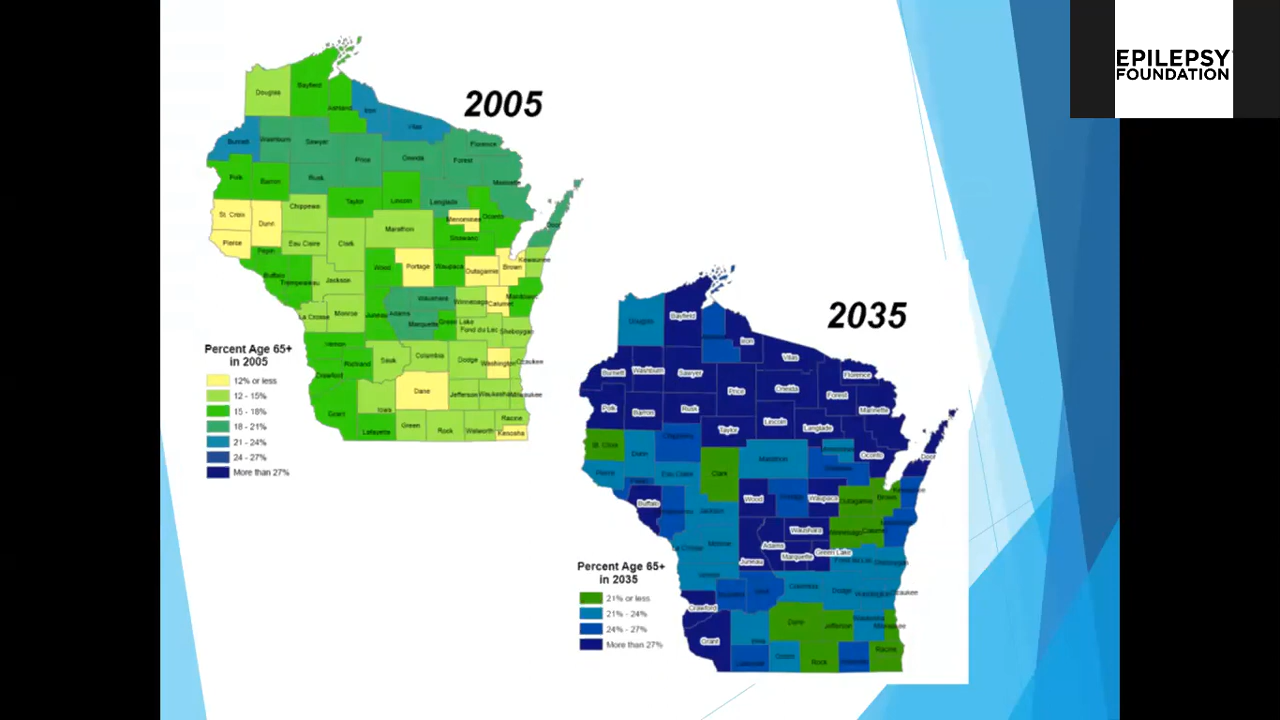 EPILEPSY
FOUNDATION
2005
Douglas
Bayfield
Ashland
Iron
Vilas
Burnett
Washburn
Sawyer
Price
Oneida
Forest
Florence
Marinette
Polk
Barron
Rusk
Taylor
Lincoln
Langlade
Oconto
Door
St. Croix
Dunn
Chippewa
Marathon
Menominee
Shawano
Pierce
Pepin
Eau Claire
Clark
Wood
Portage
Waupaca
Outagamie
Brown
Kewaunee
Buffalo
Trempealeau
Jackson
Waushara
Winnebago
Calumet
Manitowoc
La Crosse
Monroe
Juneau
Adams
Marquette
Green Lake
Fond du Lac
Sheboygan
Vernon
Richland
Sauk
Columbia
Dodge
Washington
Ozaukee
Crawford
Dane
Jefferson
Waukesha
Milwaukee
Grant
Iowa
Lafayette
Green
Rock
Walworth
Racine
Kenosha
Percent Age 65+
in 2005
12% or less
12 - 15%
15 - 18%
18 - 21%
21 - 24%
24 - 27%
More than 27%
2035
Douglas
Bayfield
Iron
Vilas
Burnett
Washburn
Sawyer
Price
Oneida
Forest
Florence
Marinette
Polk
Barron
Rusk
Taylor
Lincoln
Langlade
Oconto
Door
St. Croix
Dunn
Chippewa
Marathon
Pierce
Eau Claire
Clark
Buffalo
Wood
Waupaca
Outagamie
Brown
Jackson
Waushara
Winnebago
Calumet
La Crosse
Monroe
Juneau
Adams
Marquette
Green Lake
Columbia
Dodge
Washington
Ozaukee
Crawford
Dane
Jefferson
Milwaukee
Grant
Iowa
Green
Rock
Racine
Percent Age 65+
in 2035
21% or less
21% - 24%
24% - 27%
More than 27%